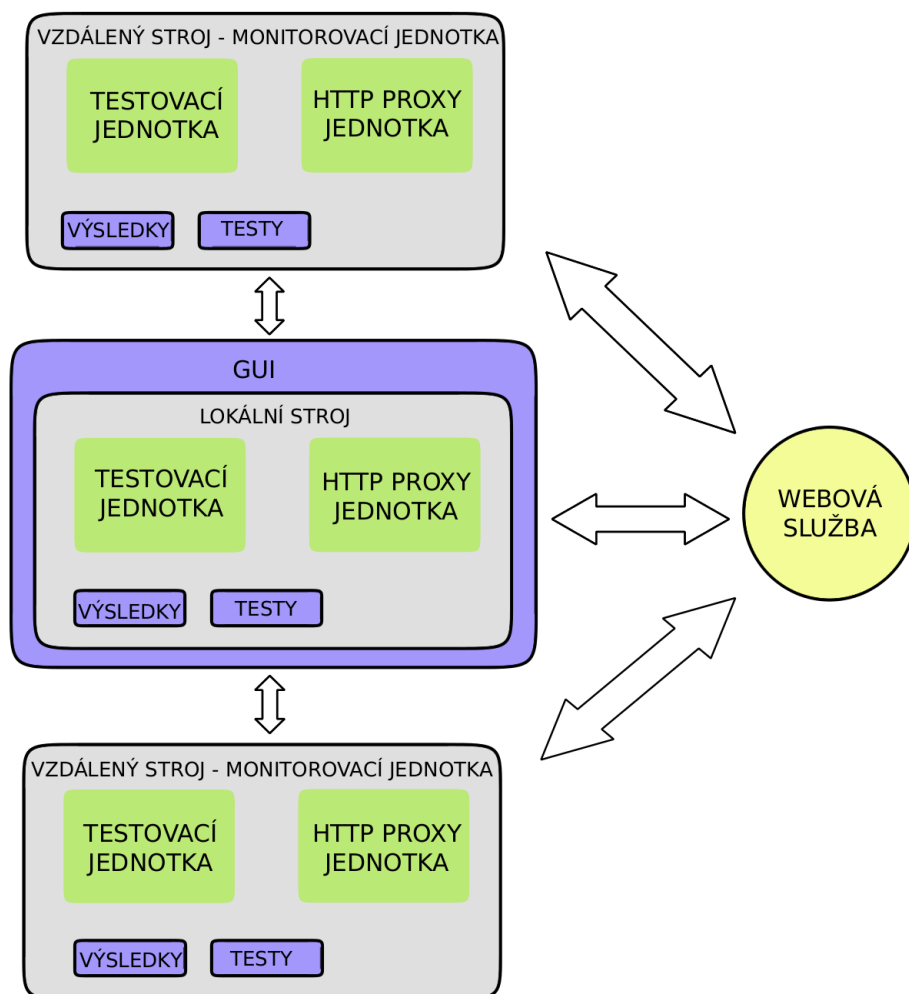 VZDÁLENÝ STROJ - MONITOROVACÍ JEDNOTKA
TESTOVACÍ
JEDNOTKA
HTTP PROXY
JEDNOTKA
VÝSLEDKY
TESTY
GUI
LOKÁLNÍ STROJ
TESTOVACÍ
JEDNOTKA
HTTP PROXY
JEDNOTKA
VÝSLEDKY
TESTY
WEBOVÁ
SLUŽBA
VZDÁLENÝ STROJ - MONITOROVACÍ JEDNOTKA
TESTOVACÍ
JEDNOTKA
HTTP PROXY
JEDNOTKA
VÝSLEDKY
TESTY